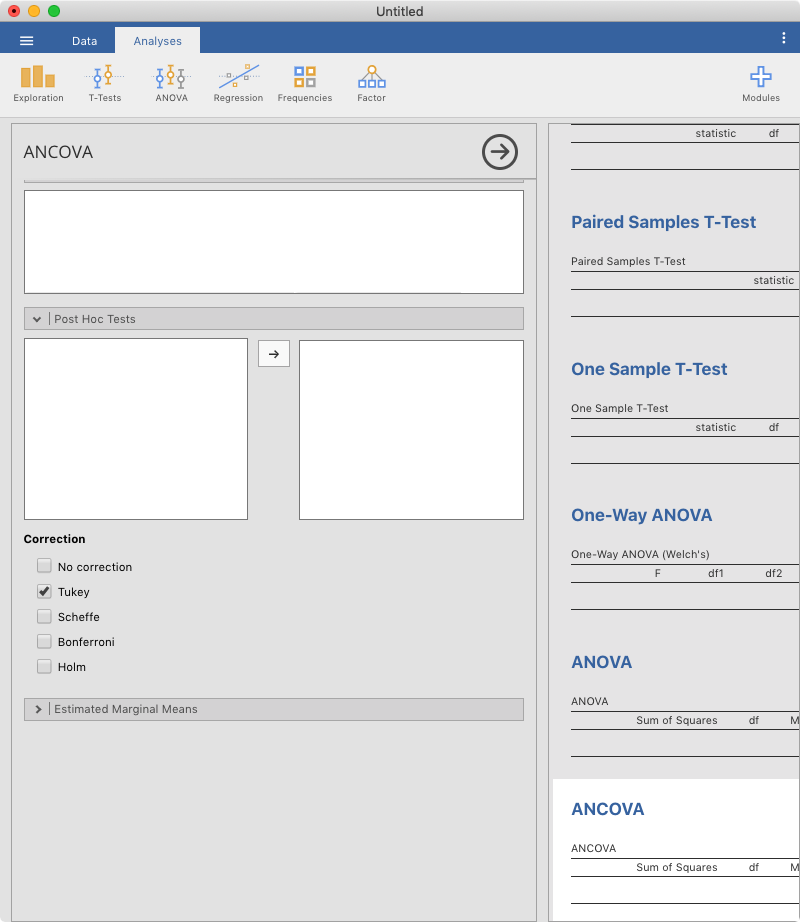 Untitled
Data Analyses
Exploration T-Tests ANOVA Regression Frequencies Factor Modules
ANCOVA
Post Hoc Tests
Correction
No correction
Tukey
Scheffe
Bonferroni
Holm
Estimated Marginal Means
statistic df
Paired Samples T-Test
Paired Samples T-Test
statistic
One Sample T-Test
One Sample T-Test
statistic df
One-Way ANOVA
One-Way ANOVA (Welch's)
F df1 df2
ANOVA
ANOVA
Sum of Squares df M
ANCOVA
ANCOVA
Sum of Squares df M